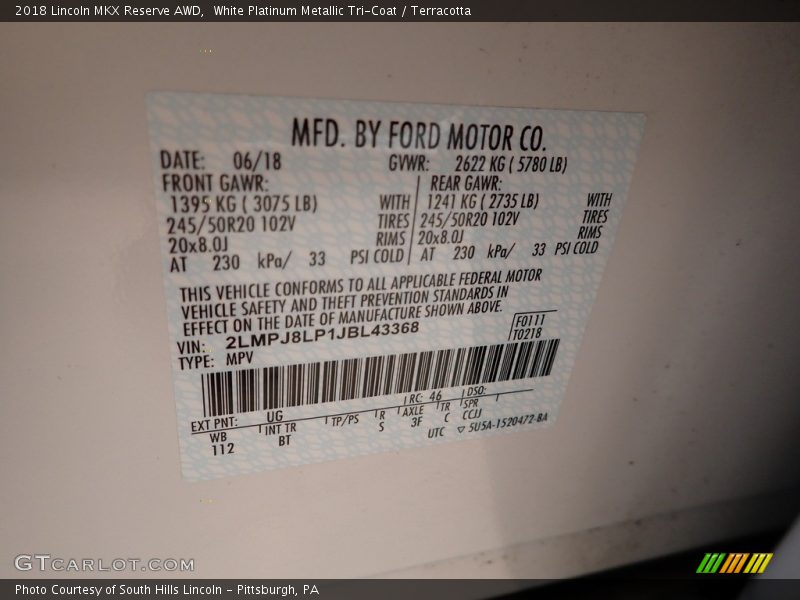 2018 Lincoln MKX Reserve AWD,  White Platinum Metallic Tri-Coat / Terracotta
MFD. BY FORD MOTOR CO.
DATE: 06/18 GVWR: 2622 KG ( 5780 LB)
FRONT GAWR: REAR GAWR:
1395 KG ( 3075 LB) WITH 1241 KG ( 2735 LB) WITH
245/50R20 102V TIRES 245/50R20 102V TIRES
20x8.0J RIMS 20x8.0J RIMS
AT 230 kPa/ 33 PSI COLD AT 230 kPa/ 33 PSI COLD
THIS VEHICLE CONFORMS TO ALL APPLICABLE FEDERAL MOTOR
VEHICLE SAFETY AND THEFT PREVENTION STANDARDS IN
EFFECT ON THE DATE OF MANUFACTURE SHOWN ABOVE.
VIN: 2LMPJ8LP1JBL43368 F0111
TYPE: MPV T0218
EXT PNT: UG RC: 46 DSO:
WB INT TR TP/PS R AXLE TR SPR
112 BT S 3F C CCJJ
UTC ▽ 5U5A-1520472-BA
GTCARLOT.COM
Photo Courtesy of South Hills Lincoln - Pittsburgh, PA